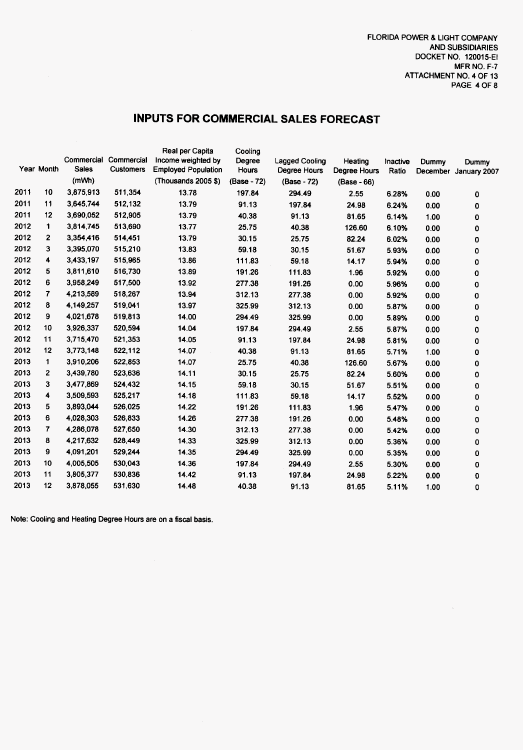 FLORIDA POWER & LIGHT COMPANY
AND SUBSIDIARIES
DOCKET NO. 120015-EI
MFR NO. F-7
ATTACHMENT NO. 4 OF 13
PAGE 4 OF 8
INPUTS FOR COMMERCIAL SALES FORECAST
Real per Capita Cooling
Commercial Commercial Income weighted by Degree Lagged Cooling Heating Inactive Dummy Dummy
Year Month Sales Customers Employed Population Hours Degree Hours Degree Hours Ratio December January 2007
(mWh) (Thousands 2005 $) (Base - 72) (Base - 72) (Base - 66)
2011 10 3,875,913 511,354 13.78 197.84 294.49 2.55 6.28% 0.00 0
2011 11 3,645,744 512,132 13.79 91.13 197.84 24.98 6.24% 0.00 0
2011 12 3,690,052 512,905 13.79 40.38 91.13 81.65 6.14% 1.00 0
2012 1 3,814,745 513,690 13.77 25.75 40.38 126.60 6.10% 0.00 0
2012 2 3,354,416 514,451 13.79 30.15 25.75 82.24 6.02% 0.00 0
2012 3 3,395,070 515,210 13.83 59.18 30.15 51.67 5.93% 0.00 0
2012 4 3,433,197 515,965 13.86 111.83 59.18 14.17 5.94% 0.00 0
2012 5 3,811,610 516,730 13.89 191.26 111.83 1.96 5.92% 0.00 0
2012 6 3,958,249 517,500 13.92 277.38 191.26 0.00 5.96% 0.00 0
2012 7 4,213,589 518,267 13.94 312.13 277.38 0.00 5.92% 0.00 0
2012 8 4,149,257 519,041 13.97 325.99 312.13 0.00 5.87% 0.00 0
2012 9 4,021,678 519,813 14.00 294.49 325.99 0.00 5.89% 0.00 0
2012 10 3,926,337 520,594 14.04 197.84 294.49 2.55 5.87% 0.00 0
2012 11 3,715,470 521,353 14.05 91.13 197.84 24.98 5.81% 0.00 0
2012 12 3,773,148 522,112 14.07 40.38 91.13 81.65 5.71% 1.00 0
2013 1 3,910,206 522,853 14.07 25.75 40.38 126.60 5.67% 0.00 0
2013 2 3,439,780 523,636 14.11 30.15 25.75 82.24 5.60% 0.00 0
2013 3 3,477,869 524,432 14.15 59.18 30.15 51.67 5.51% 0.00 0
2013 4 3,509,593 525,217 14.18 111.83 59.18 14.17 5.52% 0.00 0
2013 5 3,893,044 526,025 14.22 191.26 111.83 1.96 5.47% 0.00 0
2013 6 4,028,303 526,833 14.26 277.38 191.26 0.00 5.48% 0.00 0
2013 7 4,286,078 527,650 14.30 312.13 277.38 0.00 5.42% 0.00 0
2013 8 4,217,632 528,449 14.33 325.99 312.13 0.00 5.36% 0.00 0
2013 9 4,091,201 529,244 14.35 294.49 325.99 0.00 5.35% 0.00 0
2013 10 4,005,505 530,043 14.36 197.84 294.49 2.55 5.30% 0.00 0
2013 11 3,805,377 530,836 14.42 91.13 197.84 24.98 5.22% 0.00 0
2013 12 3,878,055 531,630 14.48 40.38 91.13 81.65 5.11% 1.00 0
Note: Cooling and Heating Degree Hours are on a fiscal basis.